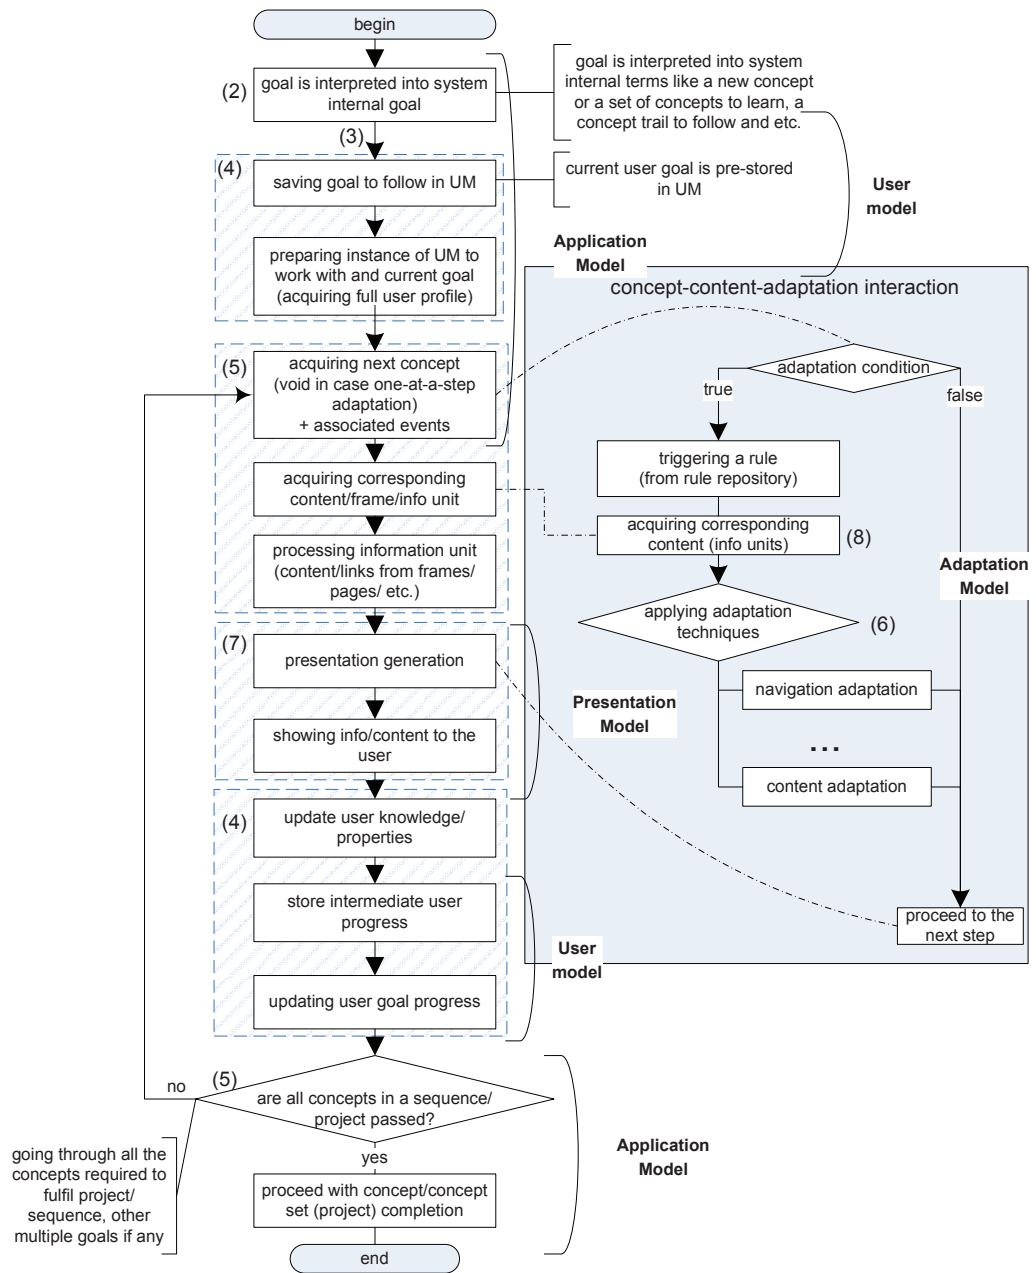 begin
(2)
goal is interpreted into system
internal goal
goal is interpreted into system
internal terms like a new concept
or a set of concepts to learn, a
concept trail to follow and etc.
(3)
(4)
saving goal to follow in UM
current user goal is pre-stored
in UM
User
model
preparing instance of UM to
work with and current goal
(acquiring full user profile)
Application
Model
concept-content-adaptation interaction
(5)
acquiring next concept
(void in case one-at-a-step
adaptation)
+ associated events
adaptation condition
true
false
acquiring corresponding
content/frame/info unit
triggering a rule
(from rule repository)
processing information unit
(content/links from frames/
pages/ etc.)
acquiring corresponding
content (info units)
(8)
Adaptation
Model
applying adaptation
techniques
(6)
(7)
presentation generation
showing info/content to the
user
Presentation
Model
navigation adaptation
...
content adaptation
(4)
update user knowledge/
properties
store intermediate user
progress
updating user goal progress
User
model
proceed to the
next step
(5)
no
are all concepts in a sequence/
project passed?
yes
going through all the
concepts required to
fulfil project/
sequence, other
multiple goals if any
proceed with concept/concept
set (project) completion
Application
Model
end